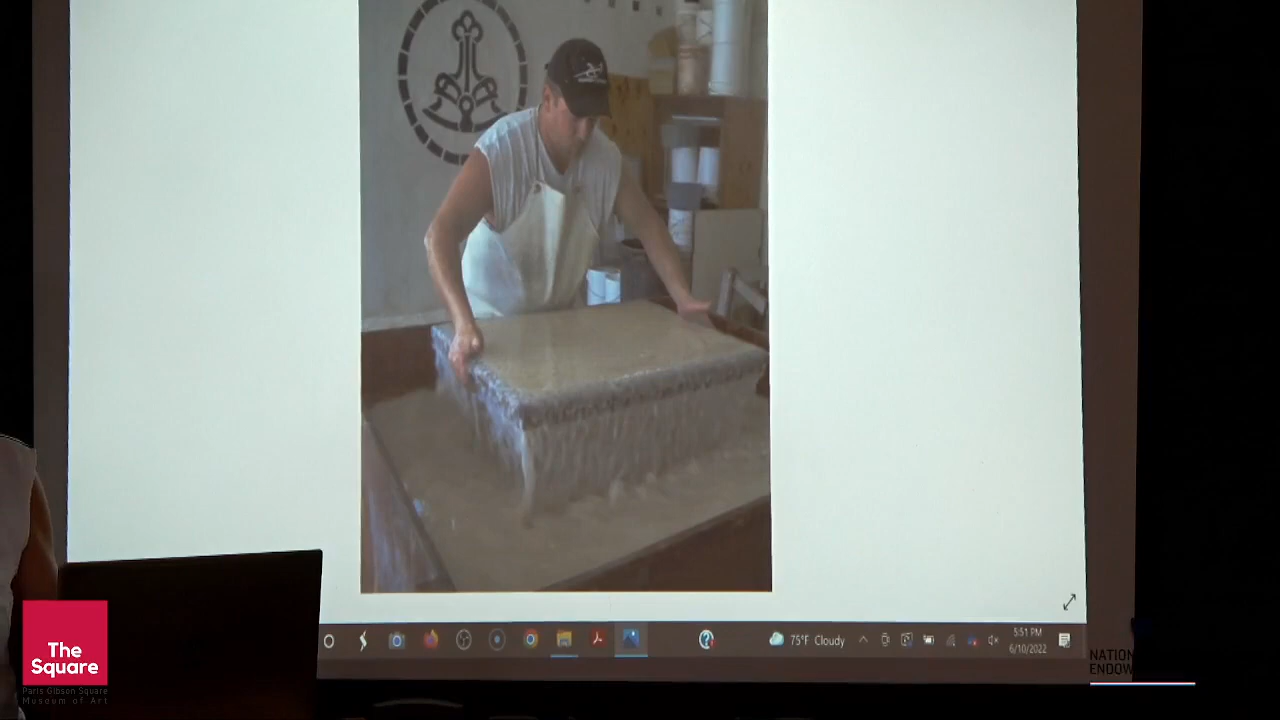 75°F Cloudy
5:51 PM
6/10/2022
The
Square
Paris Gibson Square
Museum of Art
NATION
ENDOW